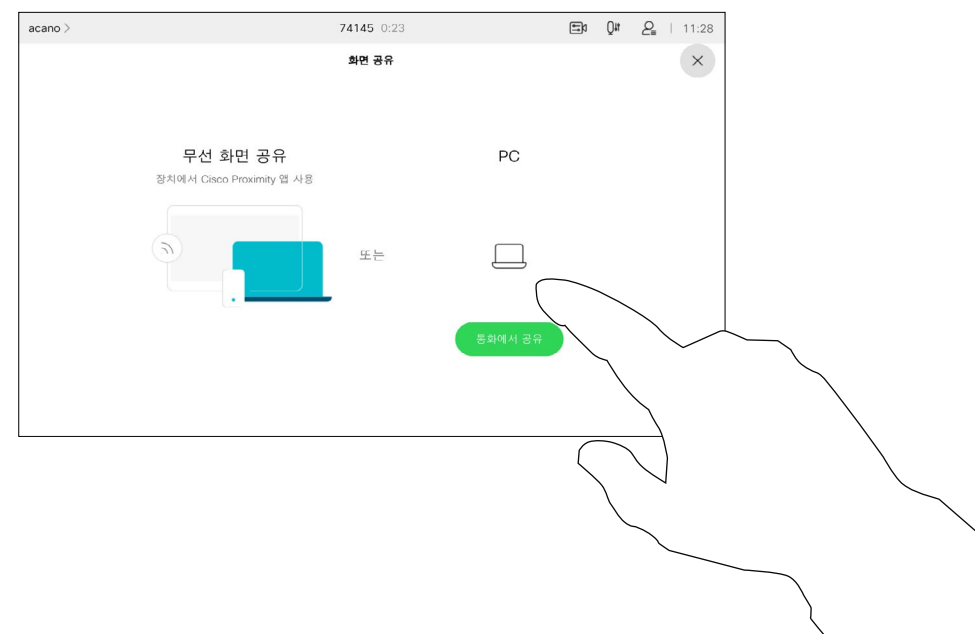 acano >
74145 0:23
11:28
화면 공유
무선 화면 공유
장치에서 Cisco Proximity 앱 사용
또는
PC
통화에서 공유